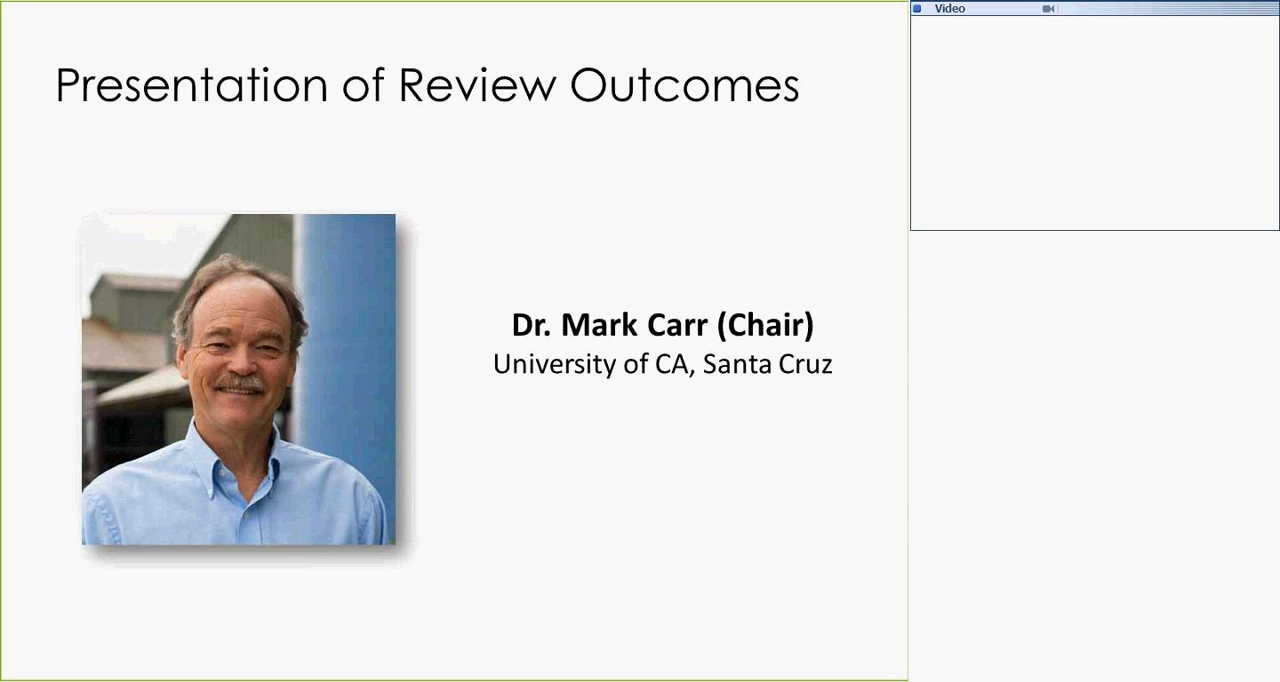 Presentation of Review Outcomes
Dr. Mark Carr (Chair)
University of CA, Santa Cruz
Video